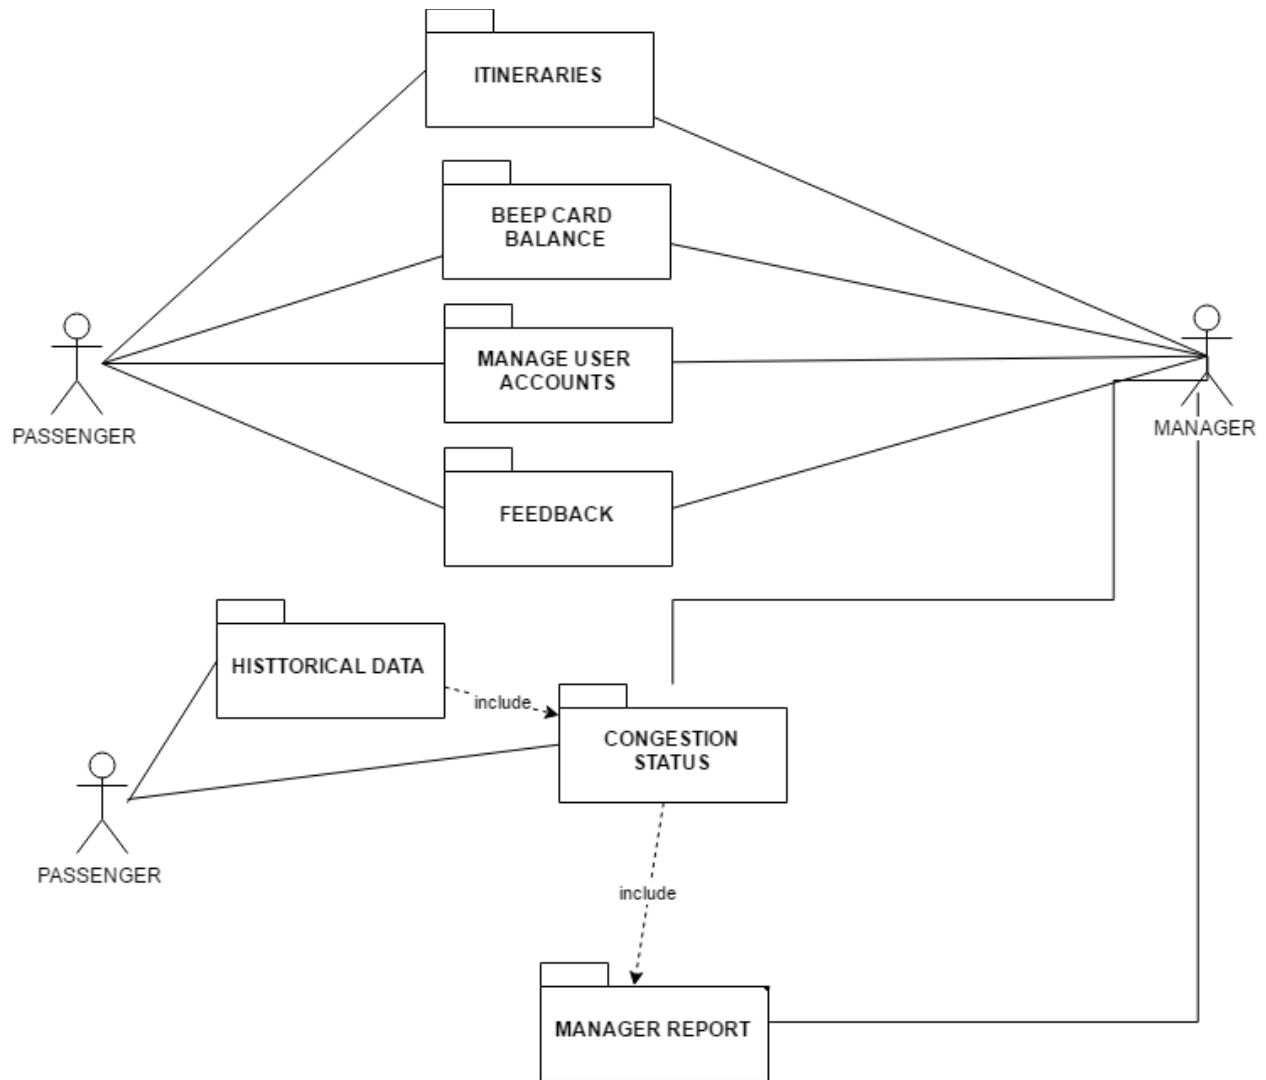 ITINERARIES
BEEP CARD
BALANCE
MANAGE USER
ACCOUNTS
PASSENGER
MANAGER
FEEDBACK
HISTTORICAL DATA
include
CONGESTION
STATUS
PASSENGER
include
MANAGER REPORT